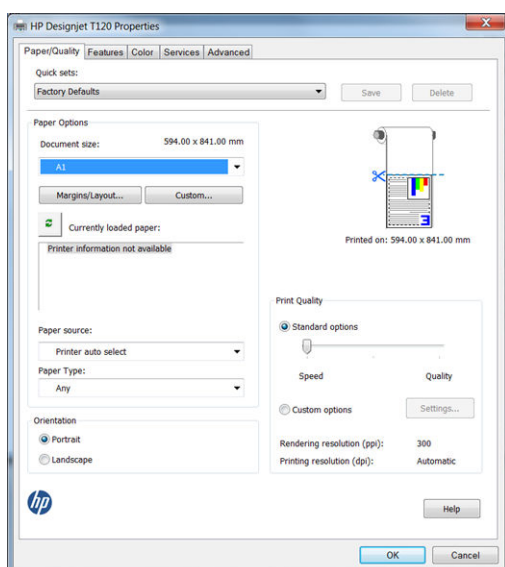 HP Designjet T120 Properties
Paper/Quality Features Color Services Advanced
Quick sets:
Factory Defaults
Save Delete
Paper Options
Document size: 594.00 x 841.00 mm
A1
Margins/Layout... Custom...
Currently loaded paper:
Printer information not available
Paper source:
Printer auto select
Paper Type:
Any
Orientation
Portrait
Landscape
Printed on: 594.00 x 841.00 mm
Print Quality
Standard options
Speed Quality
Custom options Settings...
Rendering resolution (ppi): 300
Printing resolution (dpi): Automatic
hp
Help
OK Cancel